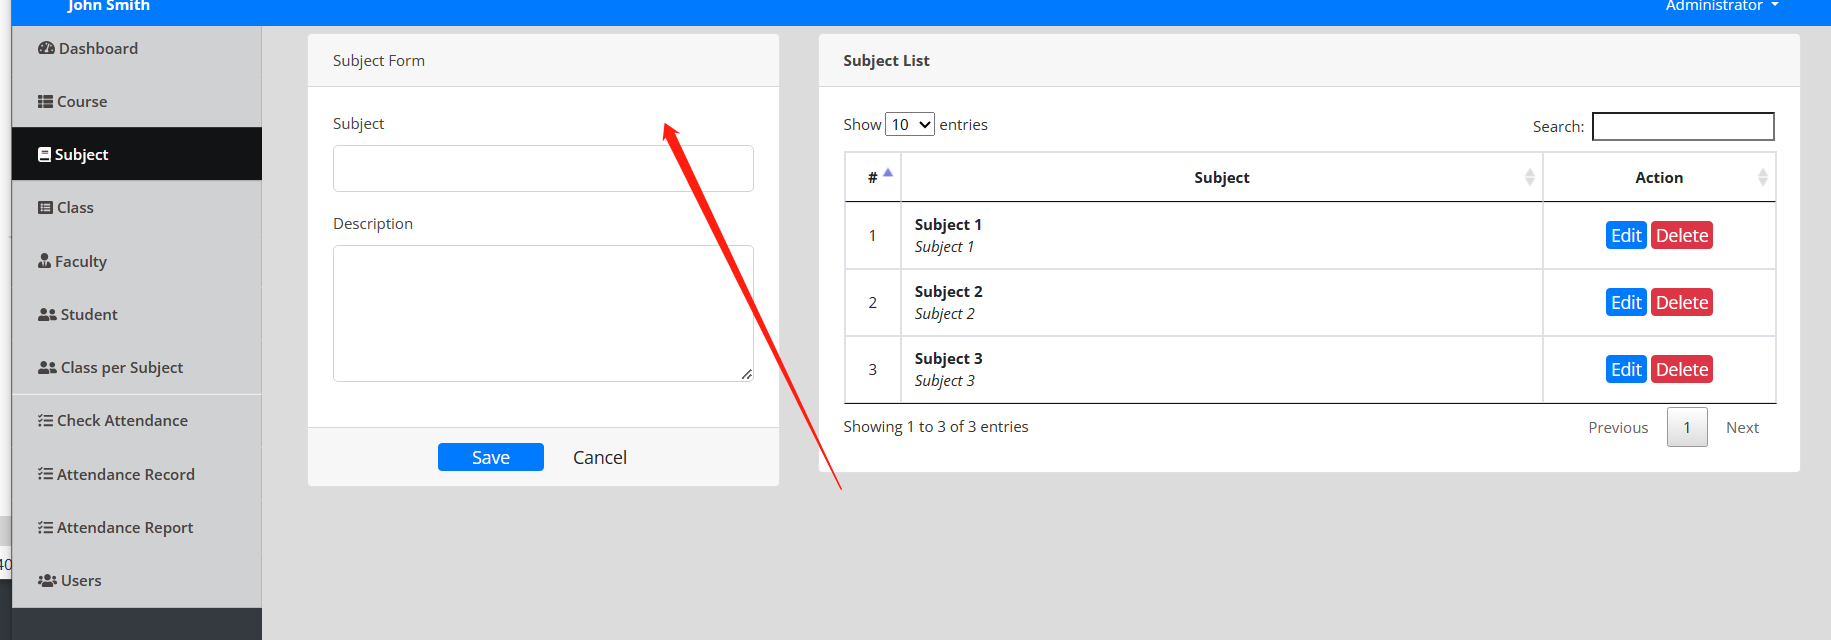 John Smith
Administrator
Dashboard
Course
Subject
Class
Faculty
Student
Class per Subject
Check Attendance
Attendance Record
Attendance Report
Users
Subject Form
Subject
Description
Save Cancel
Subject List
Show 10 entries
Search:
# Subject Action
1 Subject 1 Edit Delete
Subject 1
2 Subject 2 Edit Delete
Subject 2
3 Subject 3 Edit Delete
Subject 3
Showing 1 to 3 of 3 entries
Previous 1 Next